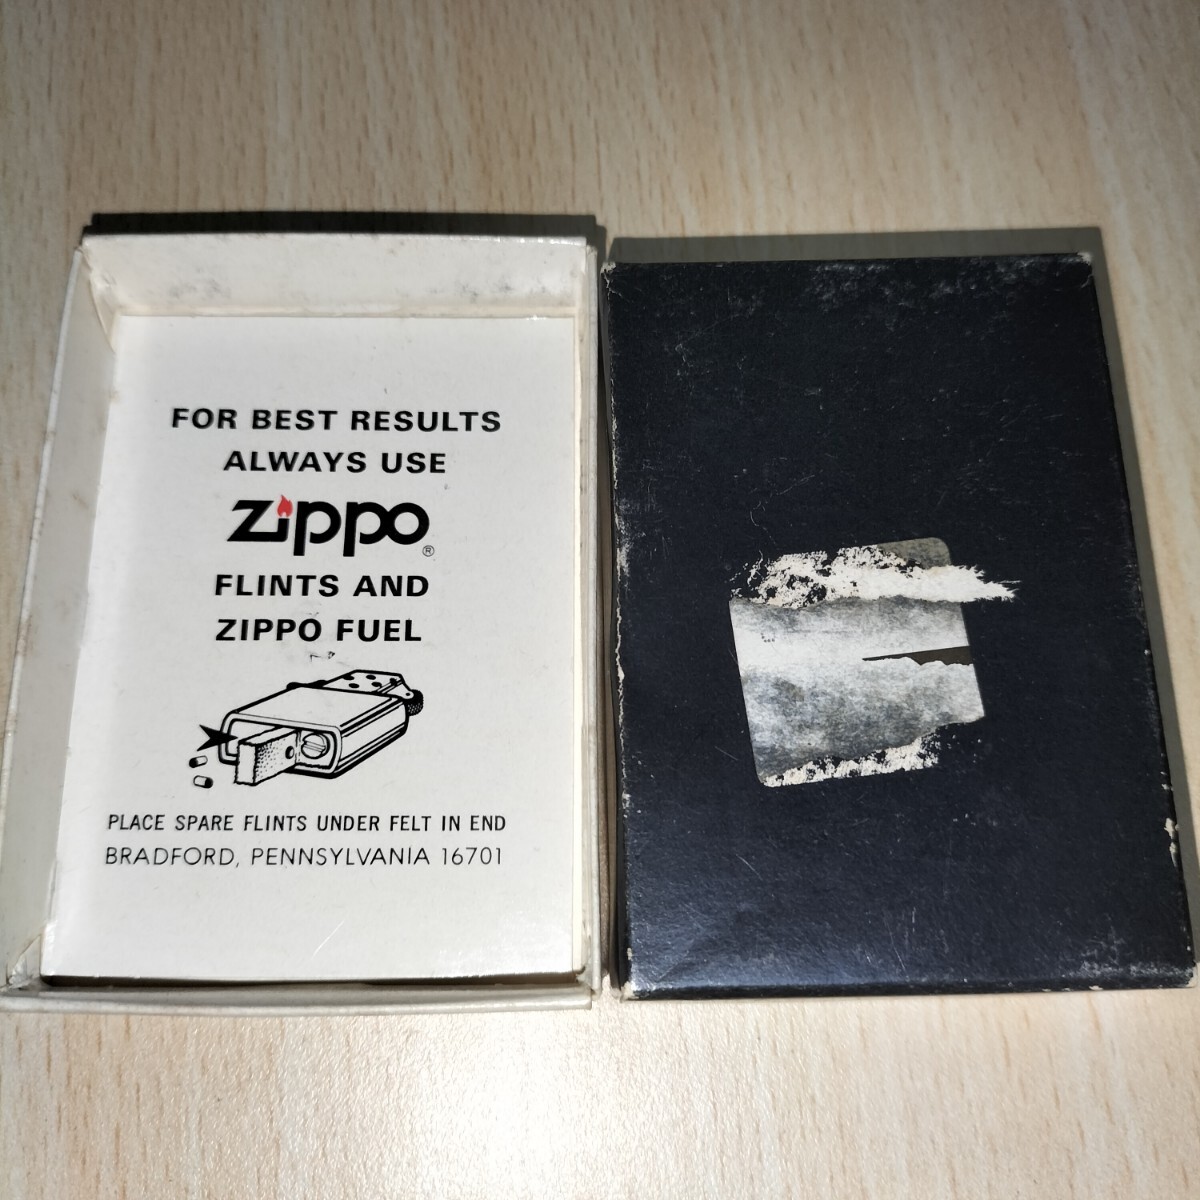 FOR BEST RESULTS
ALWAYS USE
Zippo®
FLINTS AND
ZIPPO FUEL
PLACE SPARE FLINTS UNDER FELT IN END
BRADFORD, PENNSYLVANIA 16701